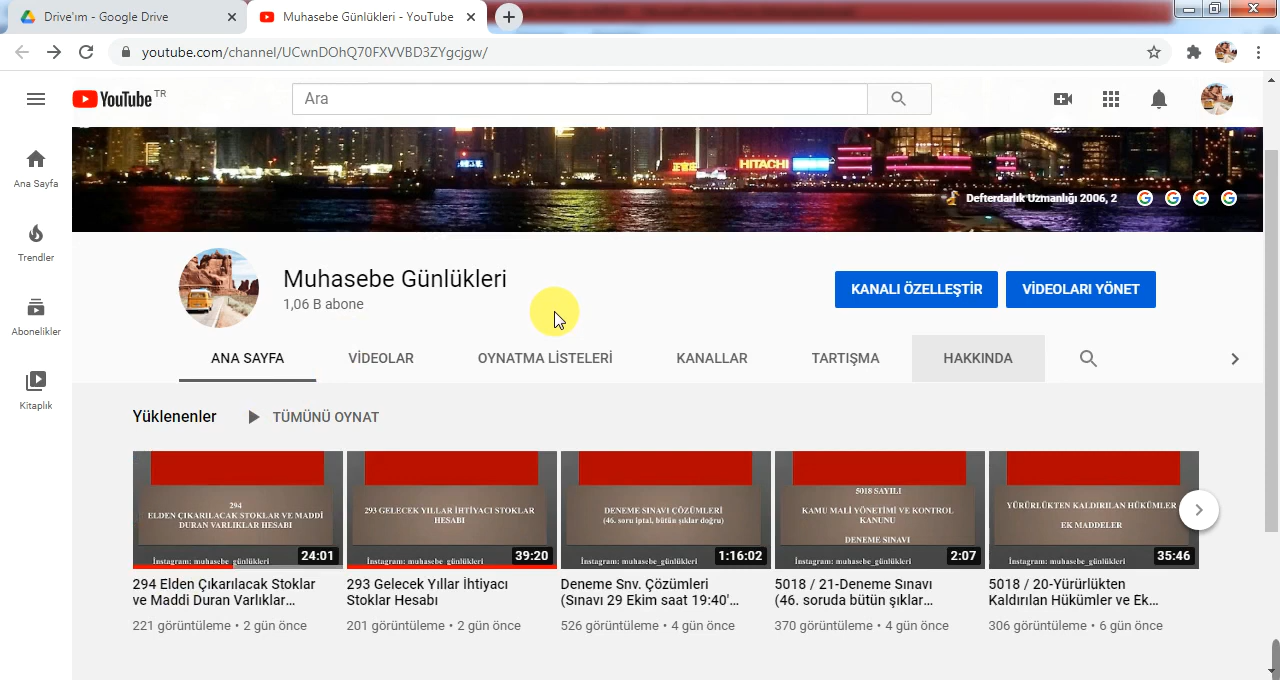 Drive'ım - Google Drive
Muhasebe Günlükleri - YouTube
youtube.com/channel/UCwnDOhQ70FXVVBD3ZYgcjgw/
YouTube TR
Ara
HITACHI
Defterdarlık Uzmanlığı 2006, 2
Ana Sayfa
Trendler
Abonelikler
Kitaplık
Muhasebe Günlükleri
1,06 B abone
KANALI ÖZELLEŞTİR
VİDEOLARI YÖNET
ANA SAYFA
VİDEOLAR
OYNATMA LİSTELERİ
KANALLAR
TARTIŞMA
HAKKINDA
Yüklenenler
TÜMÜNÜ OYNAT
294
ELDEN ÇIKARILACAK STOKLAR VE MADDİ
DURAN VARLIKLAR HESABI
İnstagram: muhasebe_günlükleri
24:01
294 Elden Çıkarılacak Stoklar
ve Maddi Duran Varlıklar...
221 görüntüleme • 2 gün önce
293 GELECEK YILLAR İHTİYACI STOKLAR
HESABI
İnstagram: muhasebe_günlükleri
39:20
293 Gelecek Yıllar İhtiyacı
Stoklar Hesabı
201 görüntüleme • 2 gün önce
DENEME SINAVI ÇÖZÜMLERİ
(46. soru iptal, bütün şıklar doğru)
İnstagram: muhasebe_günlükleri
1:16:02
Deneme Snv. Çözümleri
(Sınavı 29 Ekim saat 19:40'...
526 görüntüleme • 4 gün önce
5018 SAYILI
KAMU MALİ YÖNETİMİ VE KONTROL
KANUNU
DENEME SINAVI
İnstagram: muhasebe_günlükleri
2:07
5018 / 21-Deneme Sınavı
(46. soruda bütün şıklar...
370 görüntüleme • 4 gün önce
YÜRÜRLÜKTEN KALDIRILAN HÜKÜMLER
EK MADDELER
İnstagram: muhasebe_günlükleri
35:46
5018 / 20-Yürürlükten
Kaldırılan Hükümler ve Ek...
306 görüntüleme • 6 gün önce